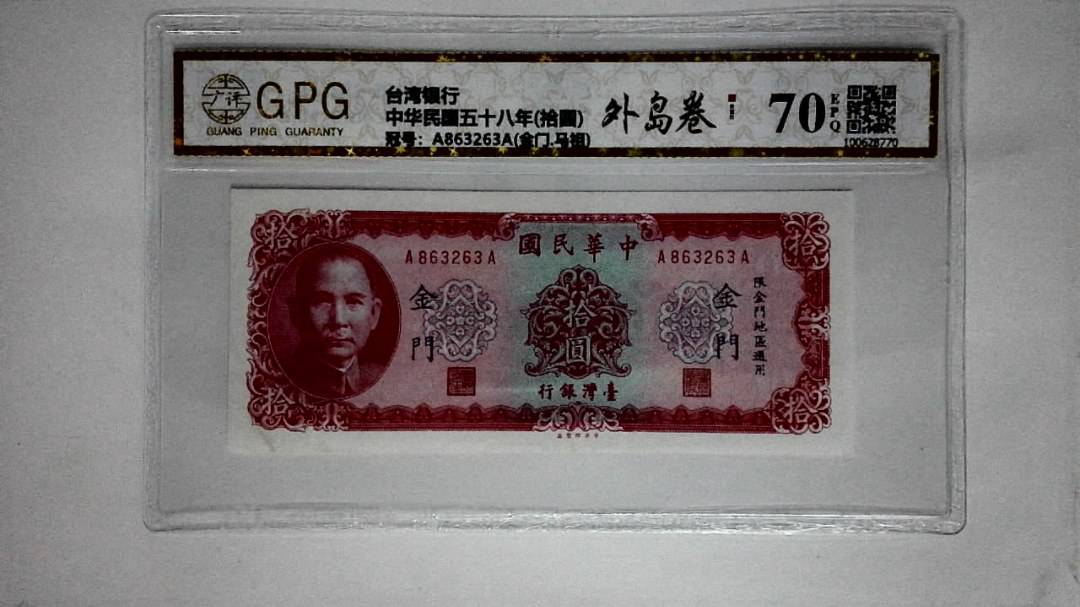 广评
GPG
GUANG PING GUARANTY
台湾银行
中华民國五十八年(拾圓)
冠号：A863263A(金门.马祖)
外岛卷
70
EPQ
100628770
中華民國
拾
拾
A863263A
A863263A
金門
金門
限金門地區通用
拾圓
臺灣銀行
拾
拾